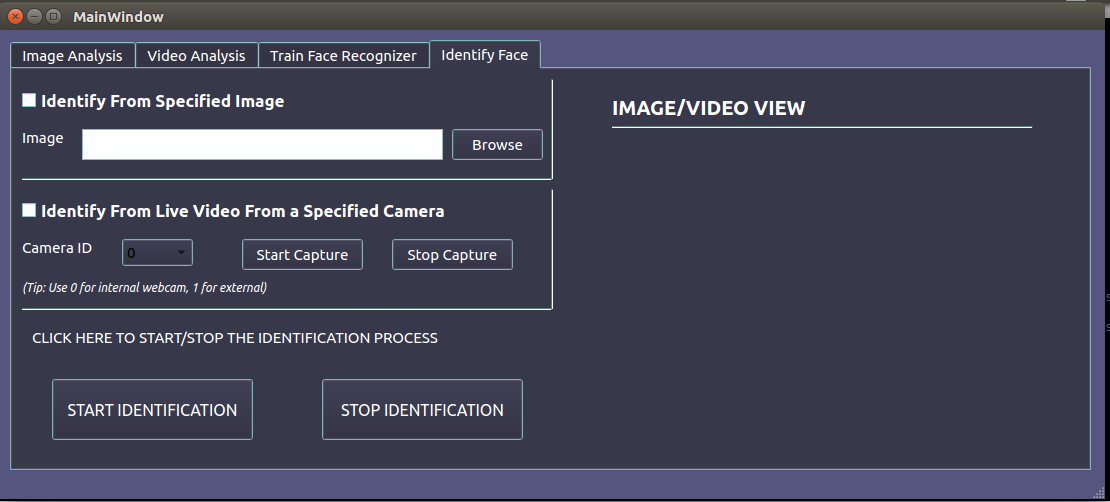 MainWindow
Image Analysis Video Analysis Train Face Recognizer Identify Face
Identify From Specified Image
Image Browse
Identify From Live Video From a Specified Camera
Camera ID 0 Start Capture Stop Capture
(Tip: Use 0 for internal webcam, 1 for external)
CLICK HERE TO START/STOP THE IDENTIFICATION PROCESS
START IDENTIFICATION STOP IDENTIFICATION
IMAGE/VIDEO VIEW